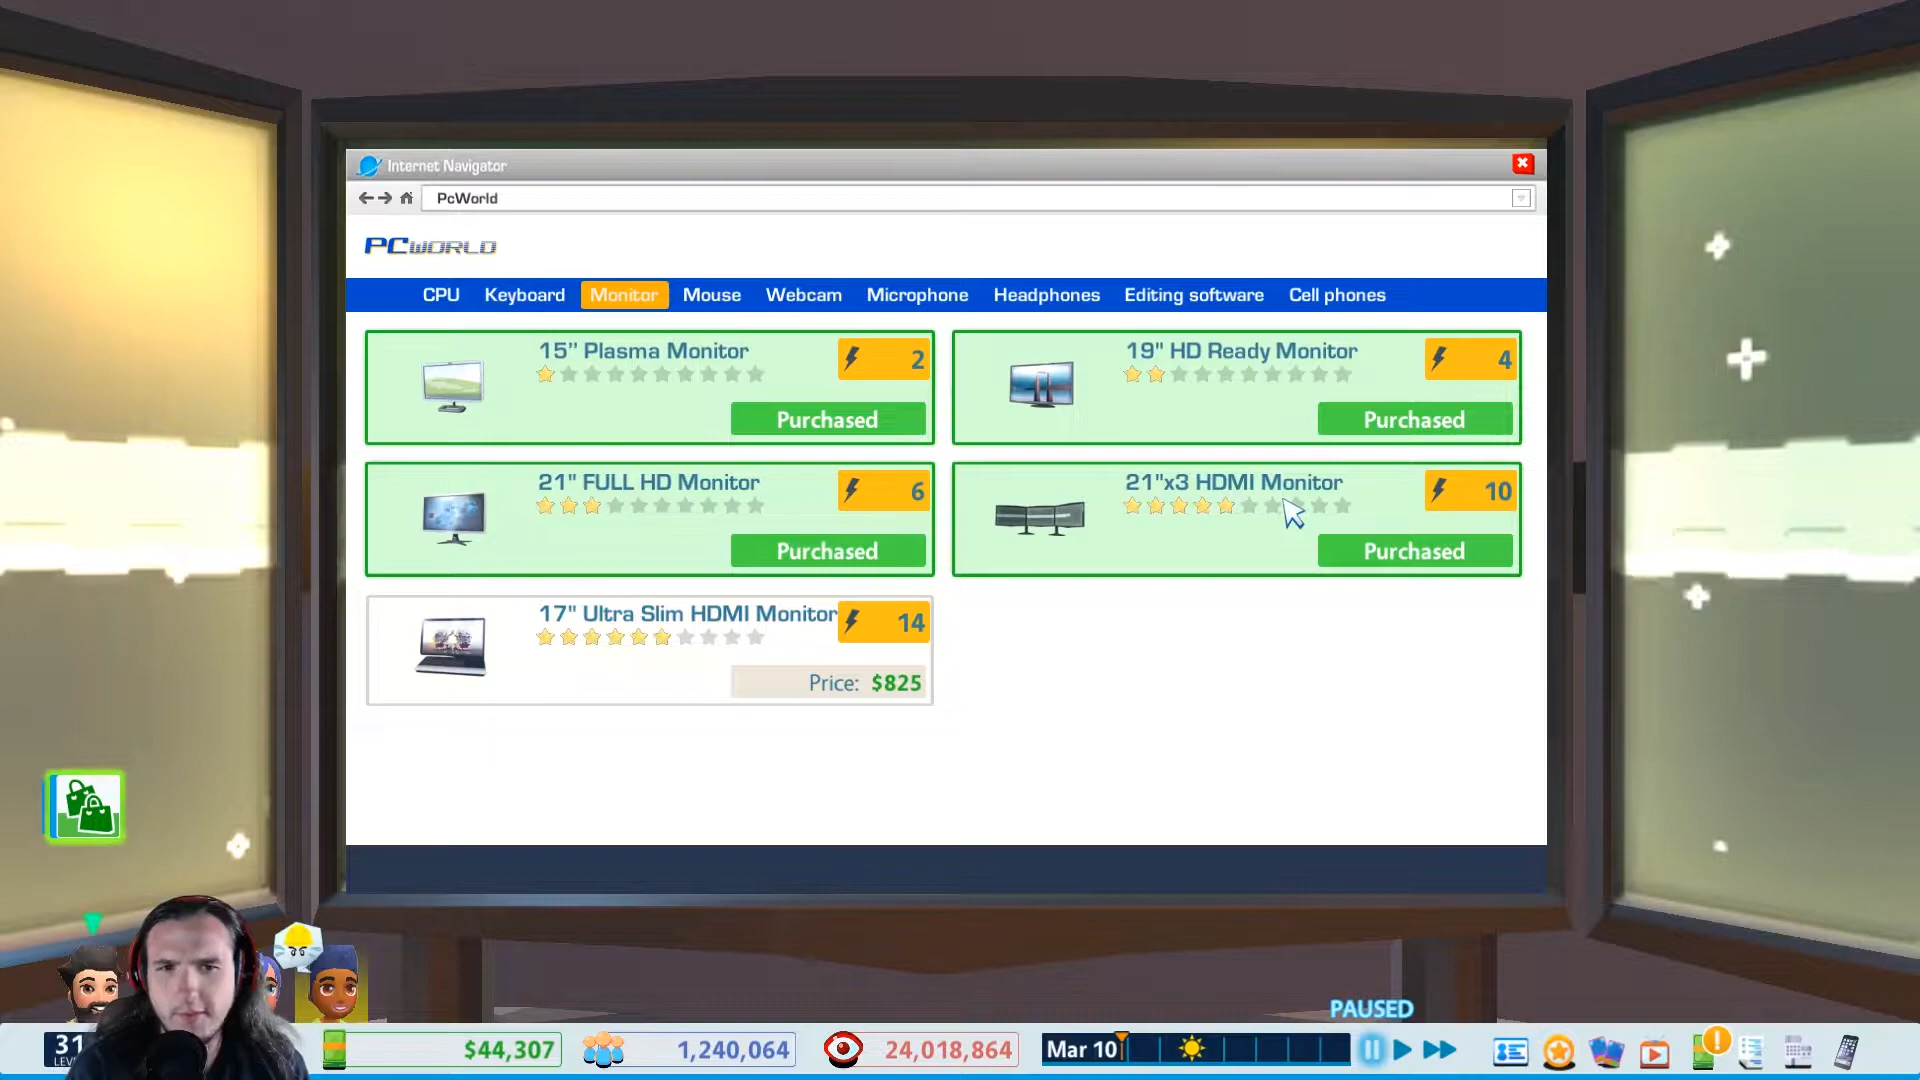 Internet Navigator
PcWorld
PCWORLD
CPU Keyboard Monitor Mouse Webcam Microphone Headphones Editing software Cell phones
15" Plasma Monitor 2
Purchased
19" HD Ready Monitor 4
Purchased
21" FULL HD Monitor 6
Purchased
21"x3 HDMI Monitor 10
Purchased
17" Ultra Slim HDMI Monitor 14
Price: $825
PAUSED
31
$44,307
1,240,064
24,018,864
Mar 10
!